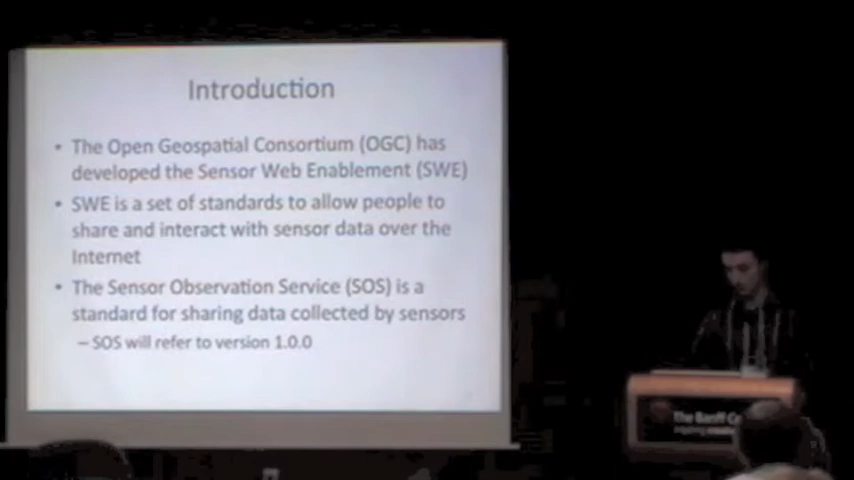 Introduction
• The Open Geospatial Consortium (OGC) has
developed the Sensor Web Enablement (SWE)
• SWE is a set of standards to allow people to
share and interact with sensor data over the
Internet
• The Sensor Observation Service (SOS) is a
standard for sharing data collected by sensors
– SOS will refer to version 1.0.0
The Banff